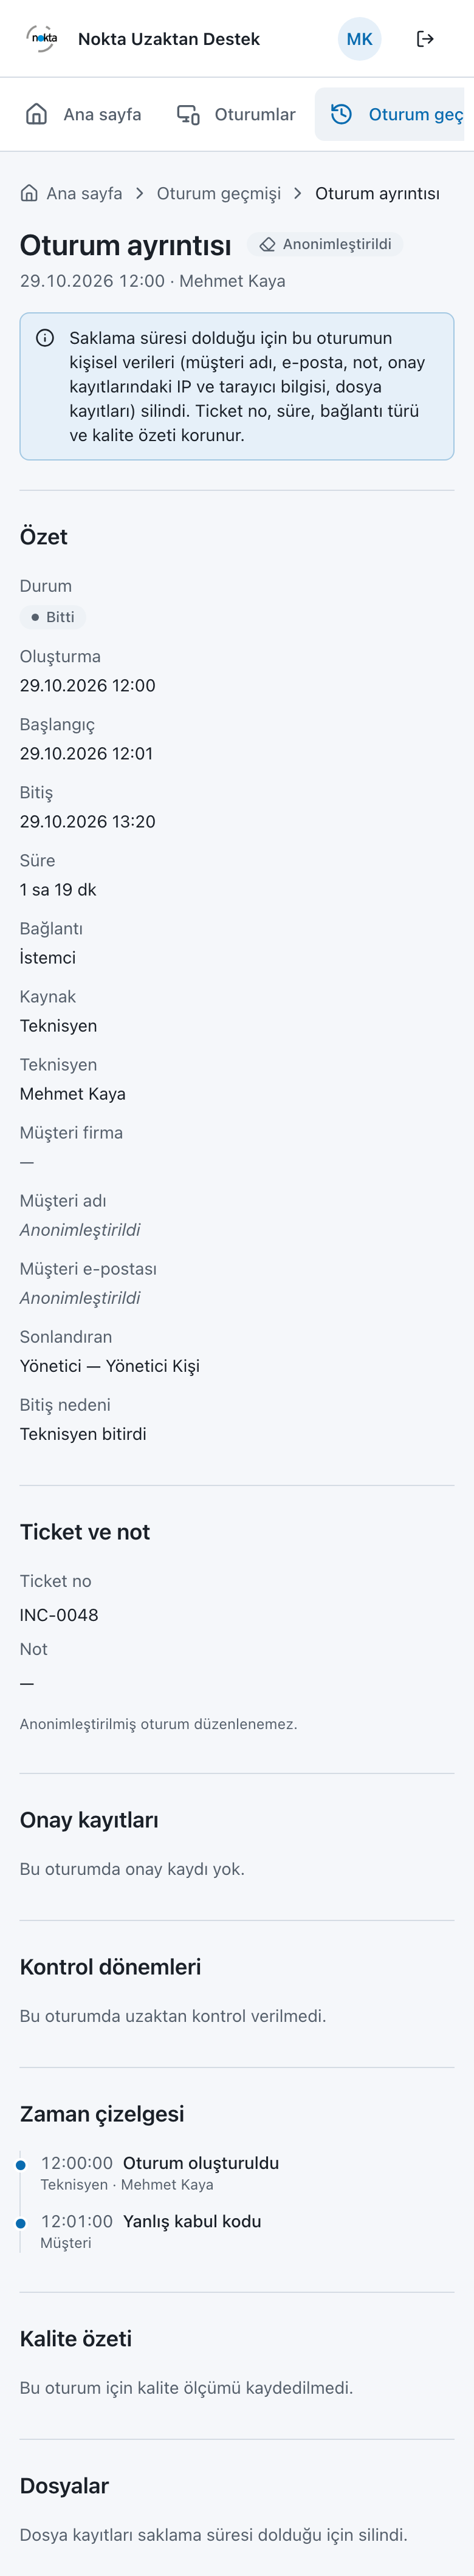 nokta
Nokta Uzaktan Destek
MK
Ana sayfa
Oturumlar
Oturum geç
Ana sayfa > Oturum geçmişi > Oturum ayrıntısı
Oturum ayrıntısı
Anonimleştirildi
29.10.2026 12:00 · Mehmet Kaya
Saklama süresi dolduğu için bu oturumun
kişisel verileri (müşteri adı, e-posta, not, onay
kayıtlarındaki IP ve tarayıcı bilgisi, dosya
kayıtları) silindi. Ticket no, süre, bağlantı türü
ve kalite özeti korunur.
Özet
Durum
Bitti
Oluşturma
29.10.2026 12:00
Başlangıç
29.10.2026 12:01
Bitiş
29.10.2026 13:20
Süre
1 sa 19 dk
Bağlantı
İstemci
Kaynak
Teknisyen
Teknisyen
Mehmet Kaya
Müşteri firma
—
Müşteri adı
Anonimleştirildi
Müşteri e-postası
Anonimleştirildi
Sonlandıran
Yönetici — Yönetici Kişi
Bitiş nedeni
Teknisyen bitirdi
Ticket ve not
Ticket no
INC-0048
Not
—
Anonimleştirilmiş oturum düzenlenemez.
Onay kayıtları
Bu oturumda onay kaydı yok.
Kontrol dönemleri
Bu oturumda uzaktan kontrol verilmedi.
Zaman çizelgesi
12:00:00 Oturum oluşturuldu
Teknisyen · Mehmet Kaya
12:01:00 Yanlış kabul kodu
Müşteri
Kalite özeti
Bu oturum için kalite ölçümü kaydedilmedi.
Dosyalar
Dosya kayıtları saklama süresi dolduğu için silindi.